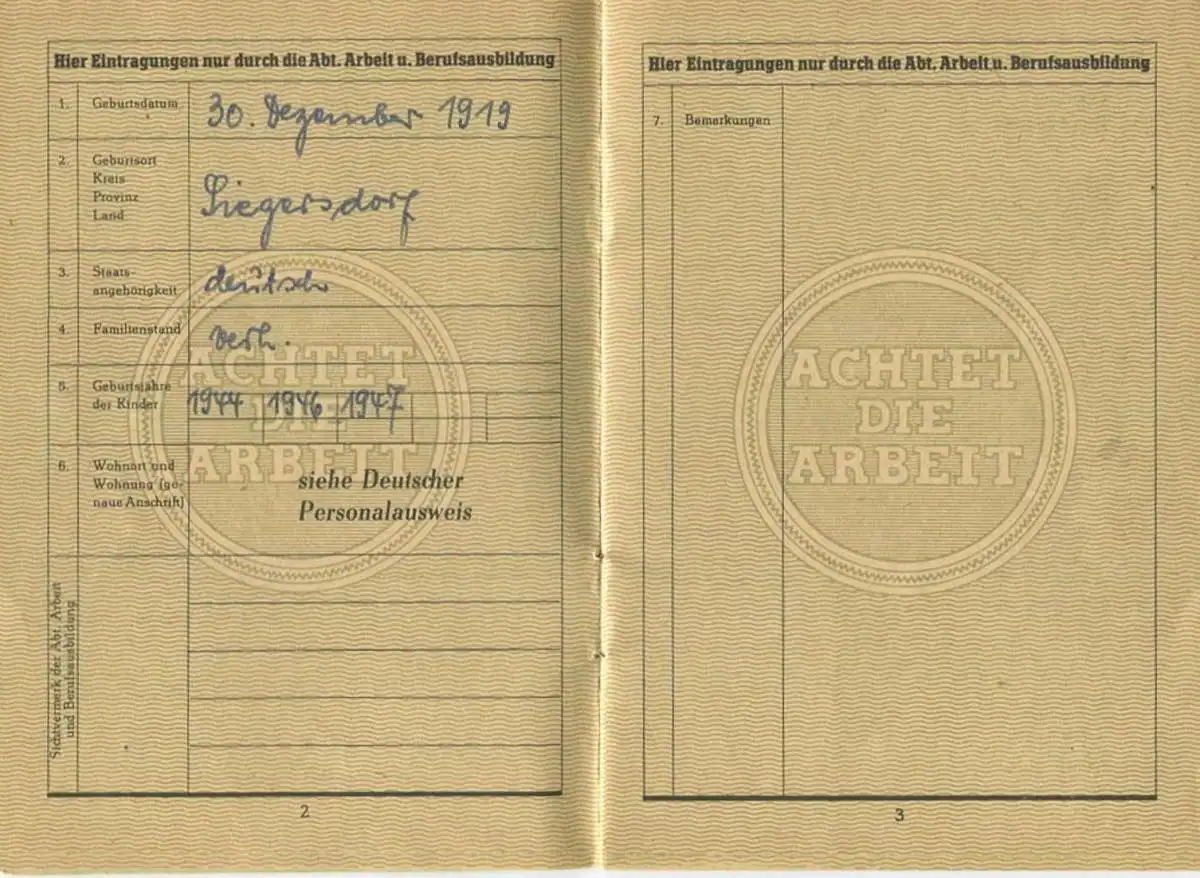 Hier Eintragungen nur durch die Abt. Arbeit u. Berufsausbildung
1. Geburtsdatum 30. Dezember 1919
2. Geburtsort
Kreis
Provinz
Land
Siegersdorf
3. Staats-
angehörigkeit deutsch
4. Familienstand verh.
5. Geburtsjahre
der Kinder
1944 1946 1947
6. Wohnort und
Wohnung (ge-
naue Anschrift)
siehe Deutscher
Personalausweis
ACHTET
DIE
ARBEIT
Sichtvermerk der Abt. Arbeit
und Berufsausbildung
2
Hier Eintragungen nur durch die Abt. Arbeit u. Berufsausbildung
7. Bemerkungen
ACHTET
DIE
ARBEIT
3